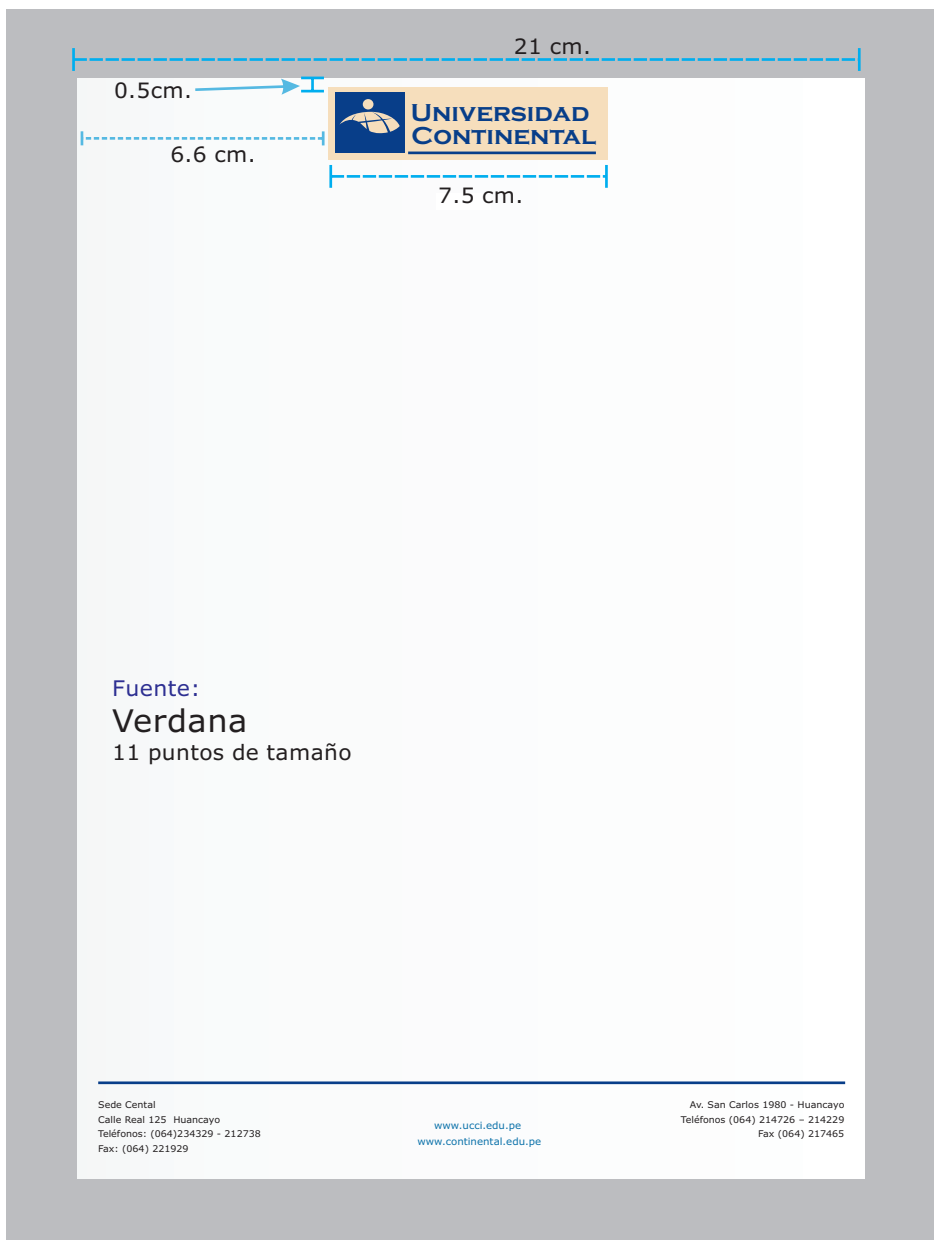 21 cm.
0.5cm.
UNIVERSIDAD
CONTINENTAL
6.6 cm.
7.5 cm.
Fuente:
Verdana
11 puntos de tamaño
Sede Cental
Calle Real 125 Huancayo
Teléfonos: (064)234329 - 212738
Fax: (064) 221929
www.ucci.edu.pe
www.continental.edu.pe
Av. San Carlos 1980 - Huancayo
Teléfonos (064) 214726 – 214229
Fax (064) 217465